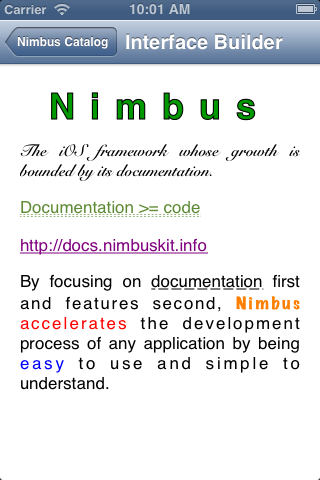 Carrier 10:01 AM
Nimbus Catalog Interface Builder
Nimbus
The iOS framework whose growth is
bounded by its documentation.
Documentation >= code
http://docs.nimbuskit.info
By focusing on documentation first
and features second, Nimbus
accelerates the development
process of any application by being
easy to use and simple to
understand.